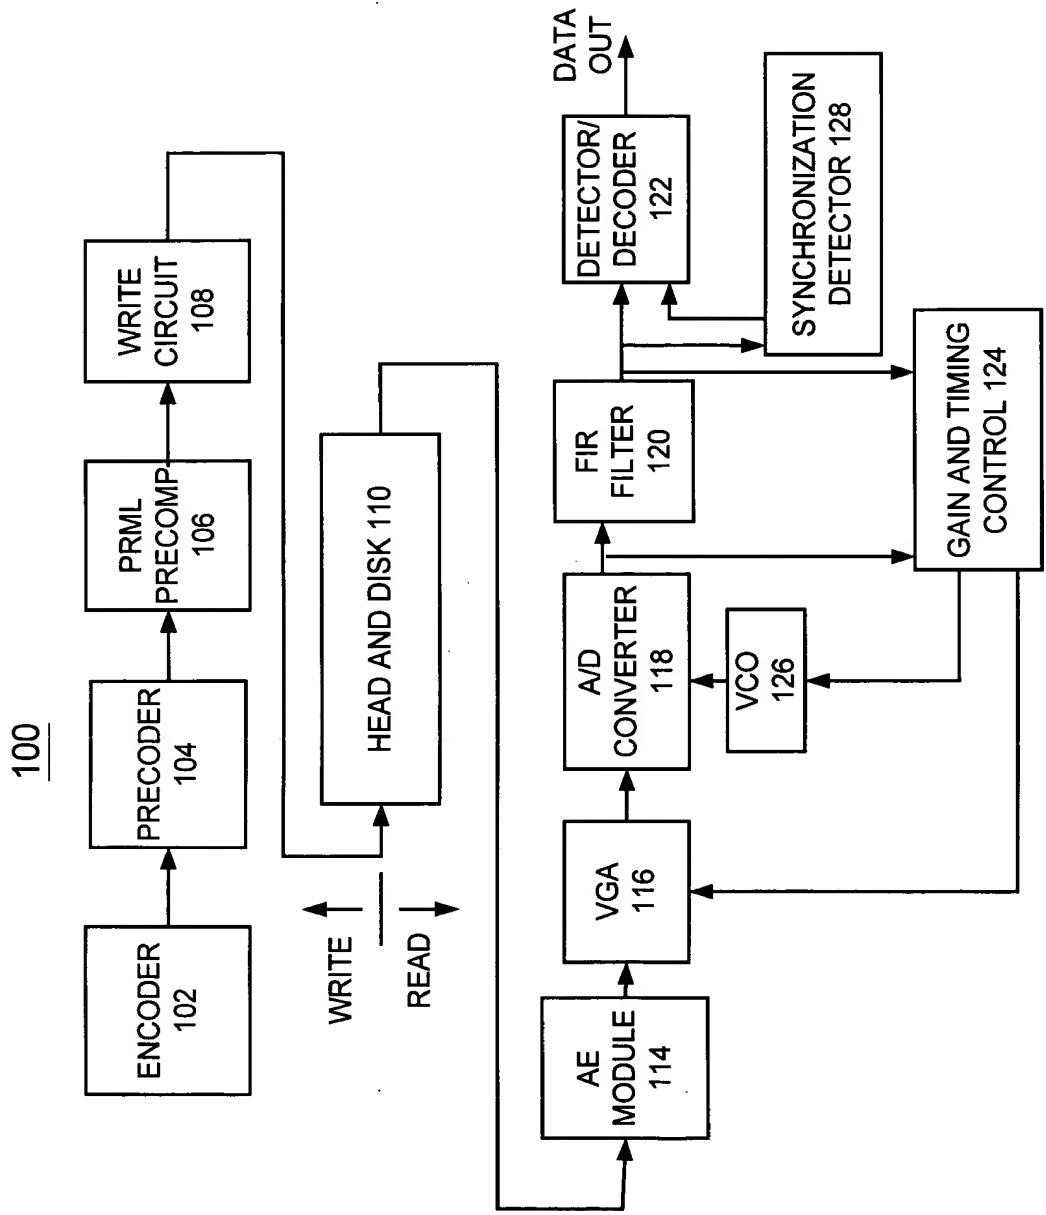 100
ENCODER
102
PRECODER
104
PRML
PRECOMP
106
WRITE
CIRCUIT
108
WRITE
READ
HEAD AND DISK 110
AE
MODULE
114
VGA
116
A/D
CONVERTER
118
FIR
FILTER
120
DETECTOR/
DECODER
122
DATA
OUT
VCO
126
SYNCHRONIZATION
DETECTOR 128
GAIN AND TIMING
CONTROL 124